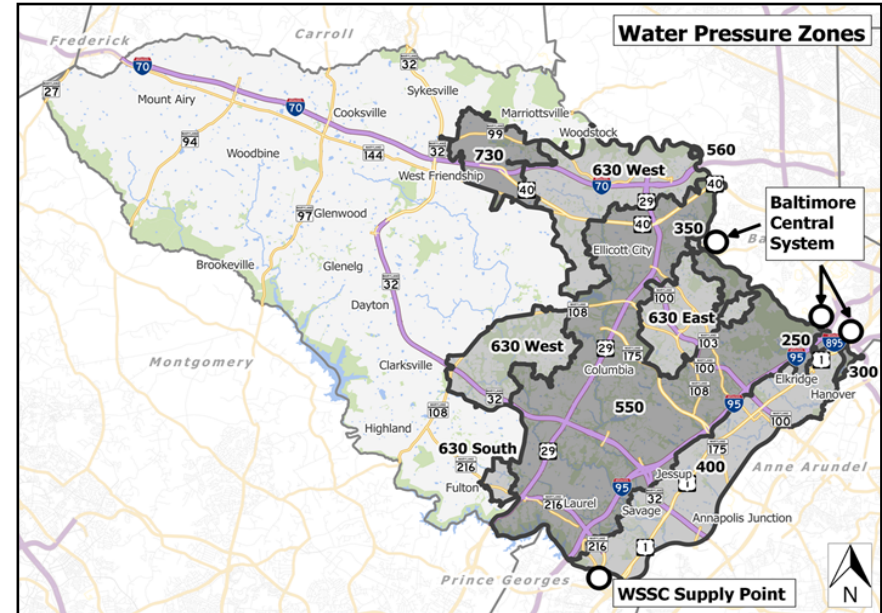 Water Pressure Zones
Frederick
Carroll
32
70
27
Mount Airy
Sykesville
70
Cooksville
Marriottsville
94
99
Woodstock
Woodbine
144
32
730
560
West Friendship
630 West
40
70
40
29
97
Glenwood
40
350
Baltimore
Central
System
Ellicott City
Brookeville
Glenelg
32
100
Dayton
108
630 East
630 West
103
250
895
29
175
95
1
300
Montgomery
Clarksville
Columbia
100
Elkridge
32
108
Hanover
108
550
95
100
Highland
630 South
29
175
Anne Arundel
216
400
Jessup
Fulton
95
1
32
216
Laurel
Savage
Annapolis Junction
216
1
Prince Georges
WSSC Supply Point
N